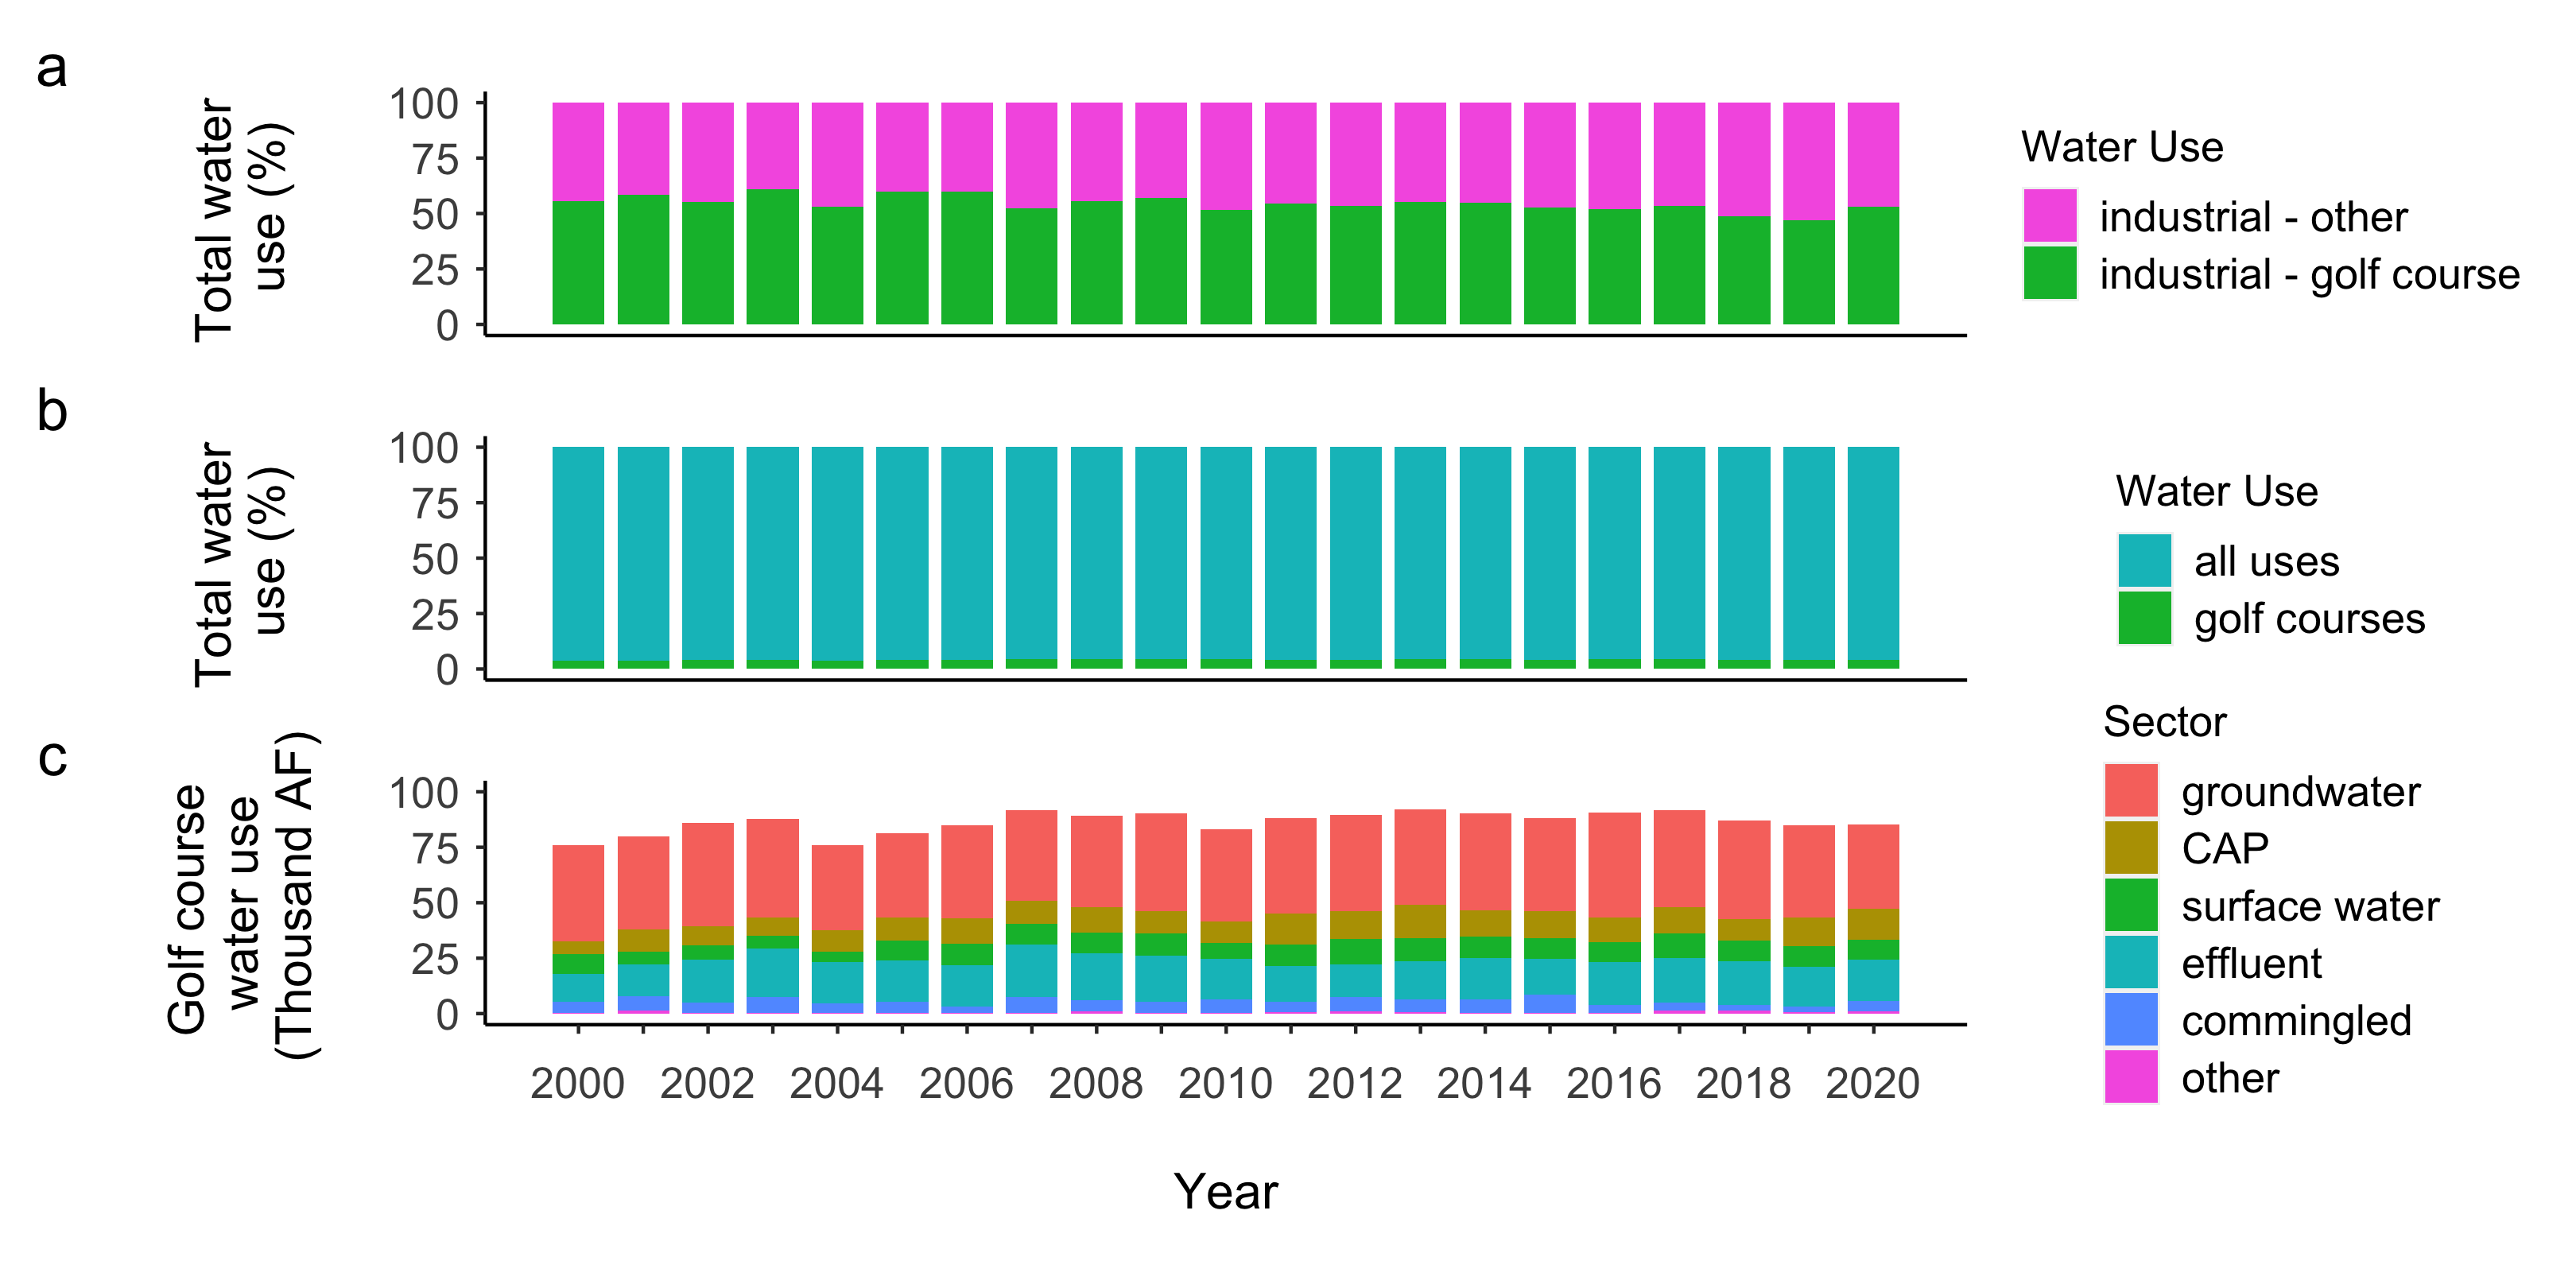 a
Total water
use (%)
100
75
50
25
0
Water Use
industrial - other
industrial - golf course
b
Total water
use (%)
100
75
50
25
0
Water Use
all uses
golf courses
c
Golf course
water use
(Thousand AF)
100
75
50
25
0
Sector
groundwater
CAP
surface water
effluent
commingled
other
2000 2002 2004 2006 2008 2010 2012 2014 2016 2018 2020
Year